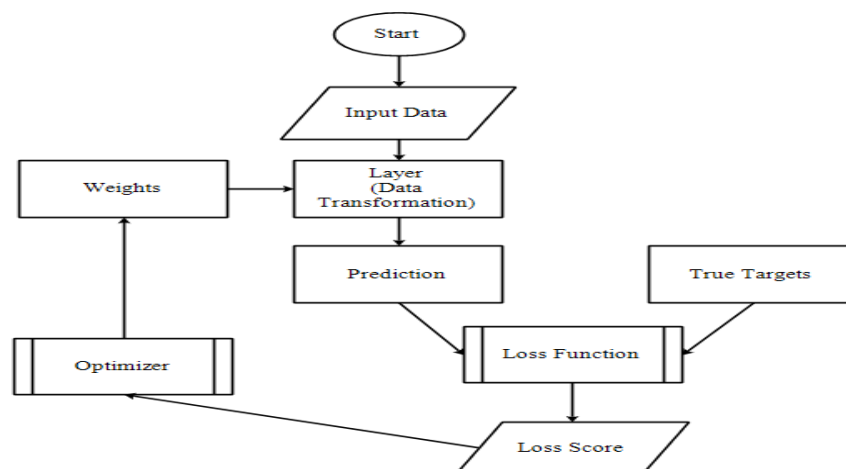 Start
Input Data
Weights
Layer
(Data
Transformation)
Prediction
True Targets
Optimizer
Loss Function
Loss Score